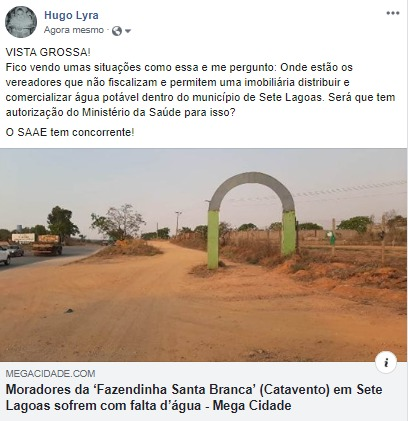 Hugo Lyra
Agora mesmo ·
VISTA GROSSA!
Fico vendo umas situações como essa e me pergunto: Onde estão os
vereadores que não fiscalizam e permitem uma imobiliária distribuir e
comercializar água potável dentro do município de Sete Lagoas. Será que tem
autorização do Ministério da Saúde para isso?
O SAAE tem concorrente!
MEGACIDADE.COM
Moradores da ‘Fazendinha Santa Branca’ (Catavento) em Sete
Lagoas sofrem com falta d’água - Mega Cidade